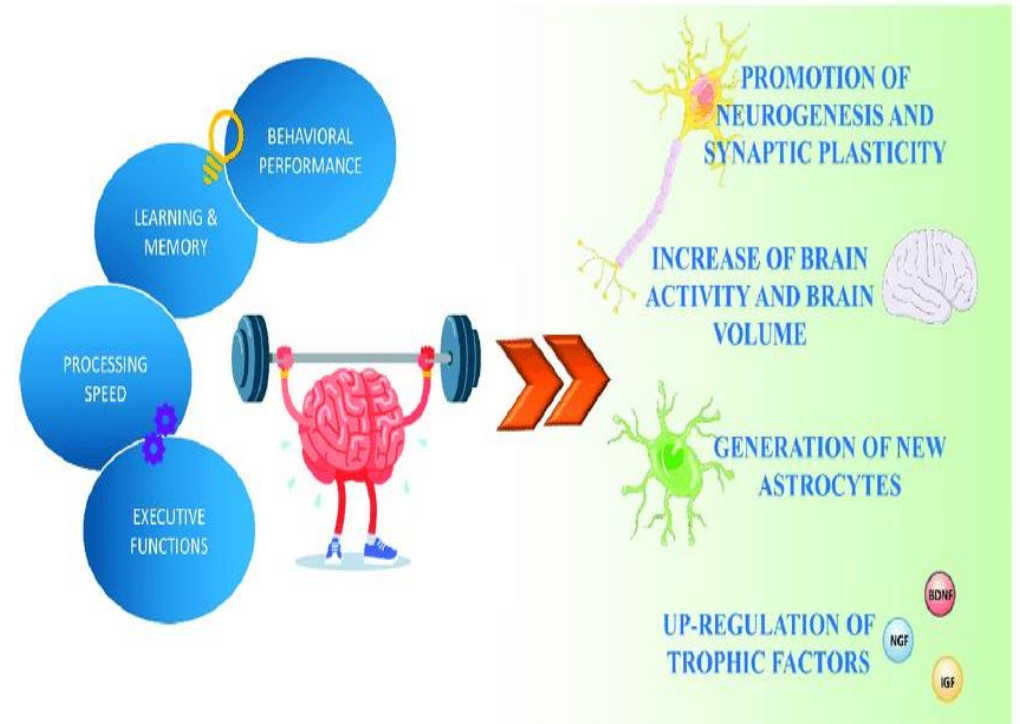 BEHAVIORAL
PERFORMANCE
LEARNING &
MEMORY
PROCESSING
SPEED
EXECUTIVE
FUNCTIONS
PROMOTION OF
NEUROGENESIS AND
SYNAPTIC PLASTICITY
INCREASE OF BRAIN
ACTIVITY AND BRAIN
VOLUME
GENERATION OF NEW
ASTROCYTES
UP-REGULATION OF
TROPHIC FACTORS
BDNF
NGF
IGF